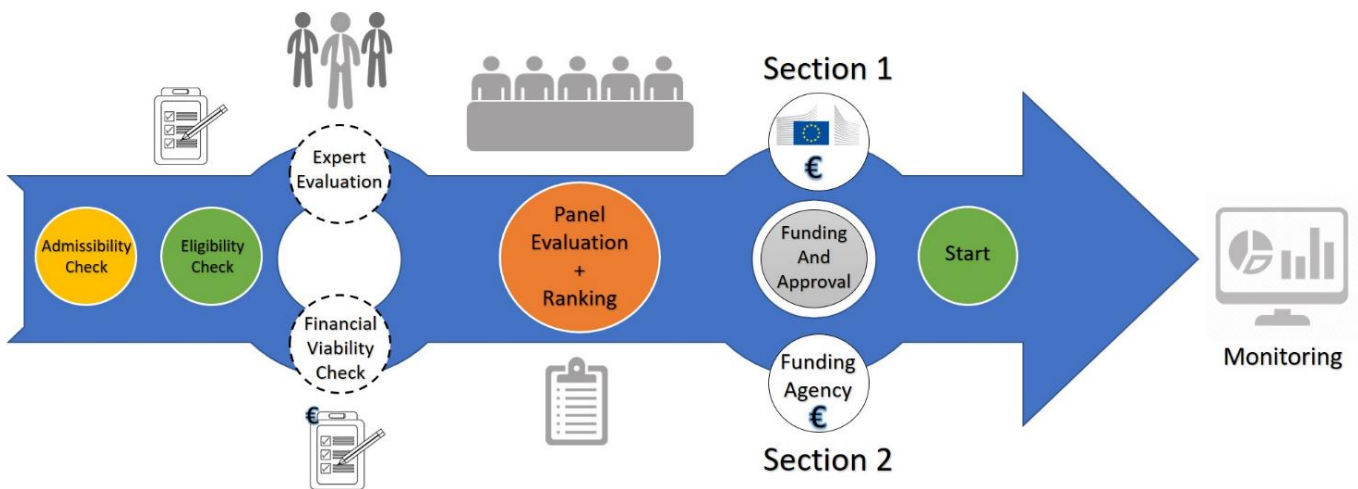 Admissibility
Check
Eligibility
Check
Expert
Evaluation
Financial
Viability
Check
€
Panel
Evaluation
+
Ranking
Section 1
€
Funding
And
Approval
Funding
Agency
€
Section 2
Start
Monitoring